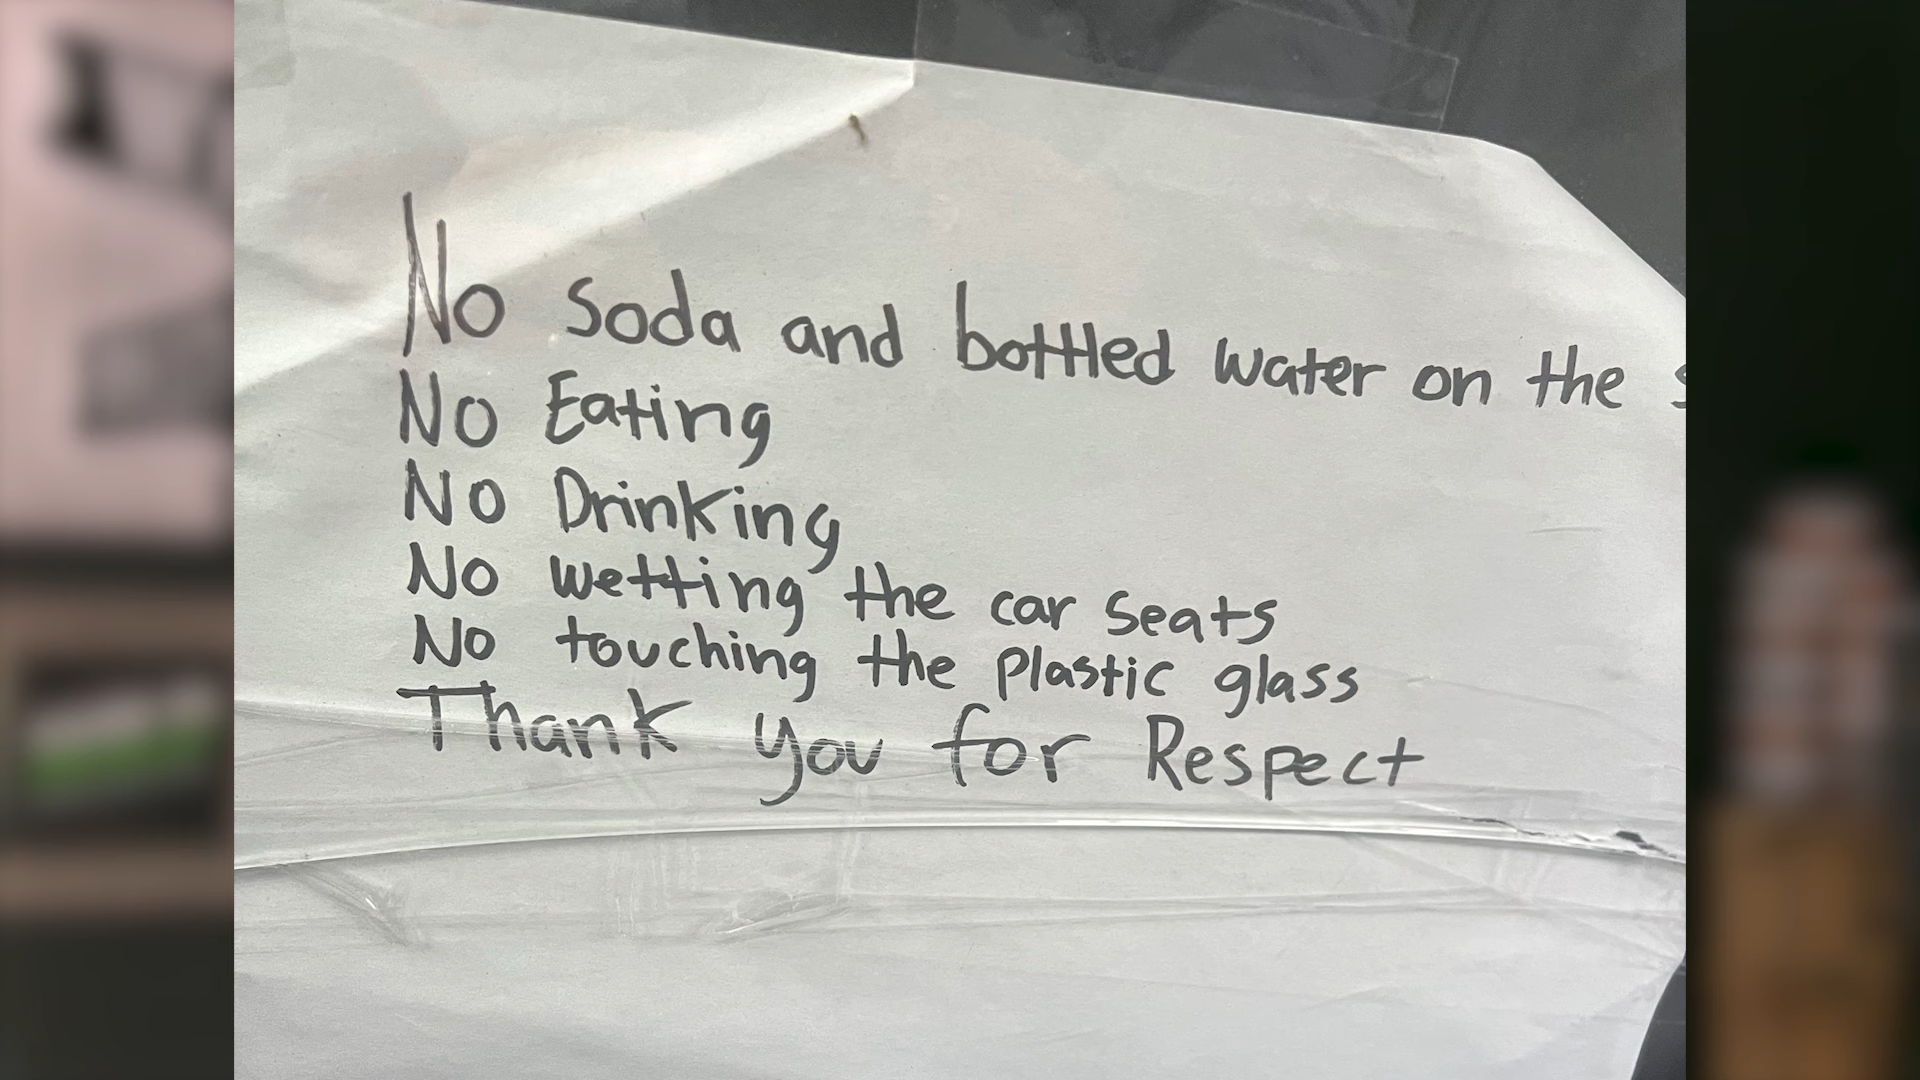 No soda and bottled water on the
No Eating
No Drinking
No wetting the car seats
No touching the plastic glass
Thank you for Respect